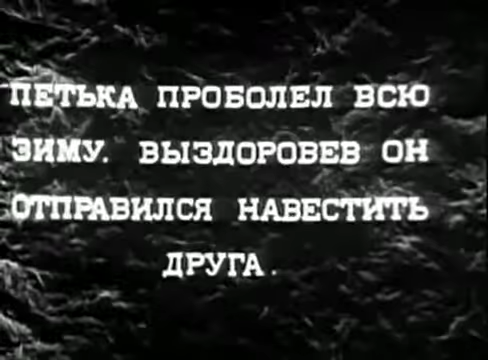 ПЕТЬКА ПРОБОЛЕЛ ВСЮ
ЗИМУ. ВЫЗДОРОВЕВ ОН
ОТПРАВИЛСЯ НАВЕСТИТЬ
ДРУГА.